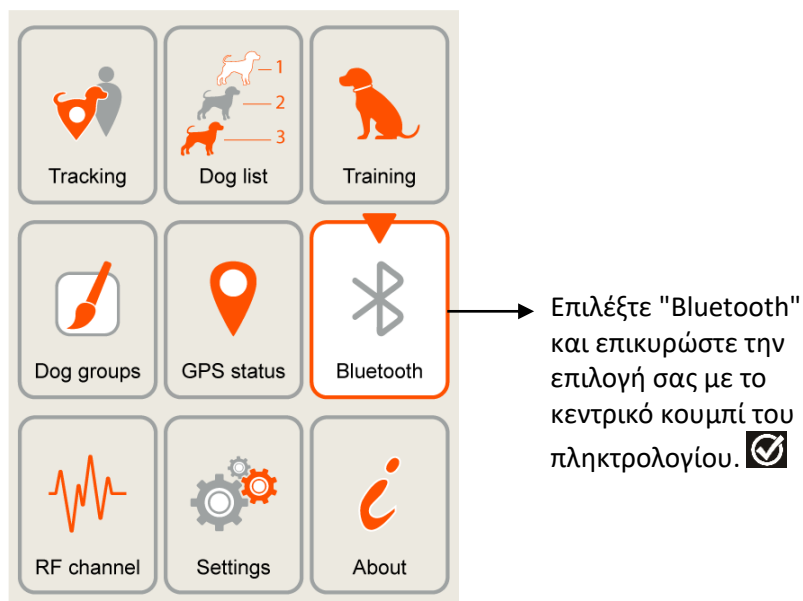 1
2
3
Tracking
Dog list
Training
Dog groups
GPS status
Bluetooth
Επιλέξτε "Bluetooth"
και επικυρώστε την
επιλογή σας με το
κεντρικό κουμπί του
πληκτρολογίου.
RF channel
Settings
About